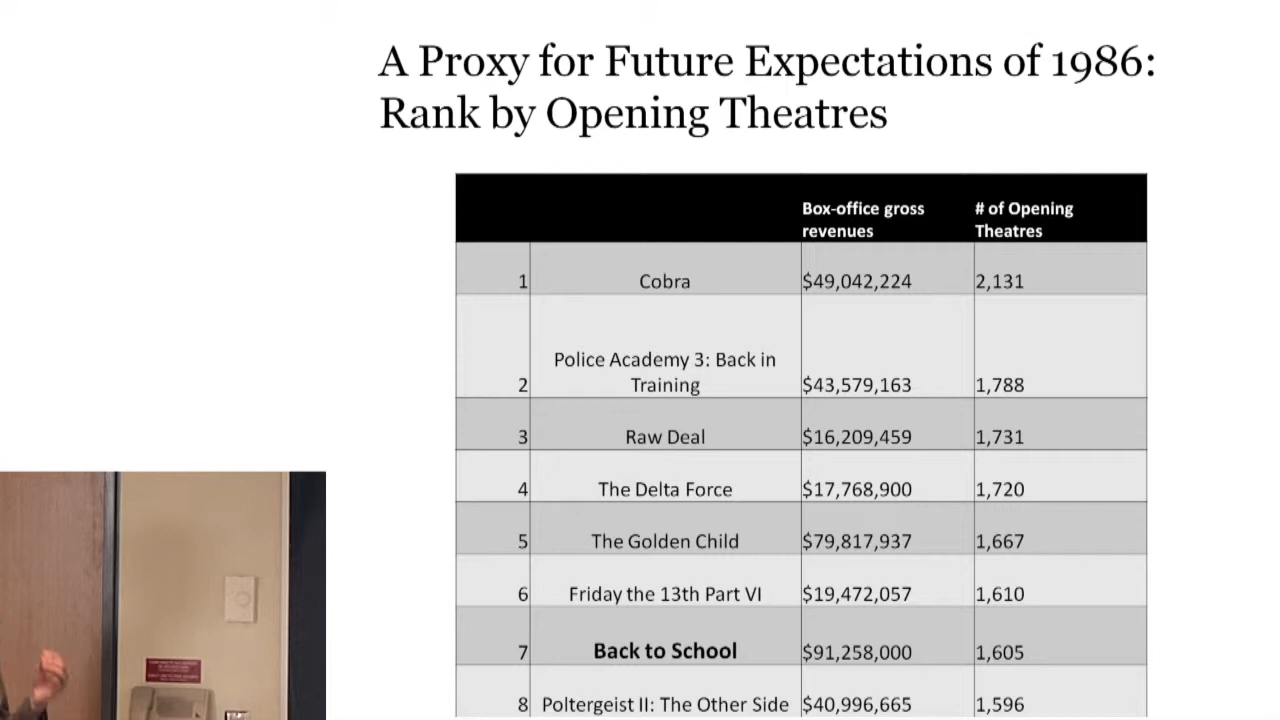 A Proxy for Future Expectations of 1986:
Rank by Opening Theatres
Box-office gross revenues # of Opening Theatres
1 Cobra $49,042,224 2,131
2 Police Academy 3: Back in Training $43,579,163 1,788
3 Raw Deal $16,209,459 1,731
4 The Delta Force $17,768,900 1,720
5 The Golden Child $79,817,937 1,667
6 Friday the 13th Part VI $19,472,057 1,610
7 Back to School $91,258,000 1,605
8 Poltergeist II: The Other Side $40,996,665 1,596